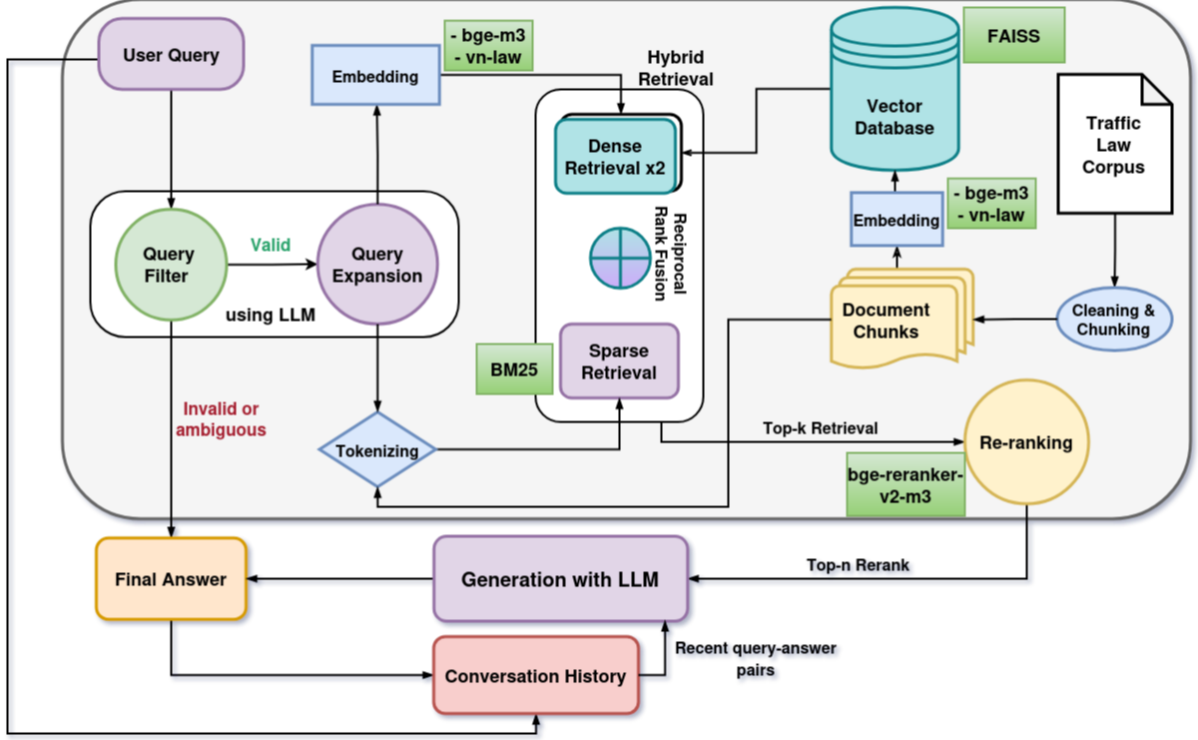 User Query
Embedding
- bge-m3
- vn-law
Hybrid
Retrieval
Vector
Database
FAISS
Traffic
Law
Corpus
Dense
Retrieval x2
Embedding
- bge-m3
- vn-law
Query
Filter
Valid
Query
Expansion
using LLM
Reciprocal
Rank Fusion
Document
Chunks
Cleaning &
Chunking
BM25
Sparse
Retrieval
Invalid or
ambiguous
Tokenizing
Top-k Retrieval
Re-ranking
bge-reranker-
v2-m3
Final Answer
Generation with LLM
Top-n Rerank
Conversation History
Recent query-answer
pairs